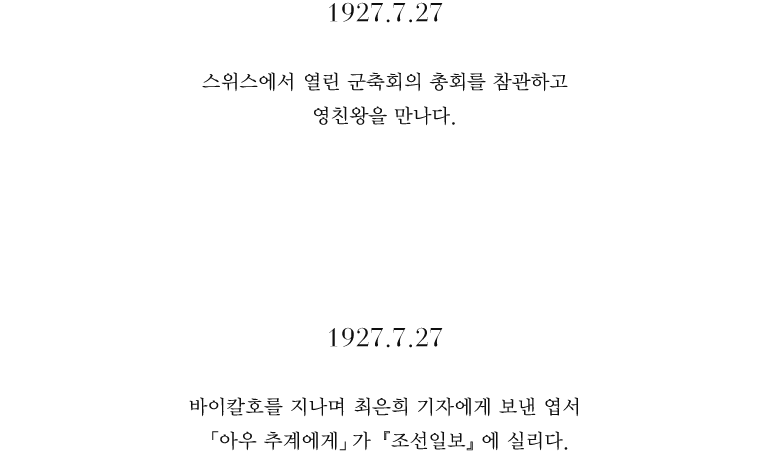 1927.7.27
스위스에서 열린 군축회의 총회를 참관하고
영친왕을 만나다.
1927.7.27
바이칼호를 지나며 최은희 기자에게 보낸 엽서
「아우 추계에게」가 『조선일보』에 실리다.